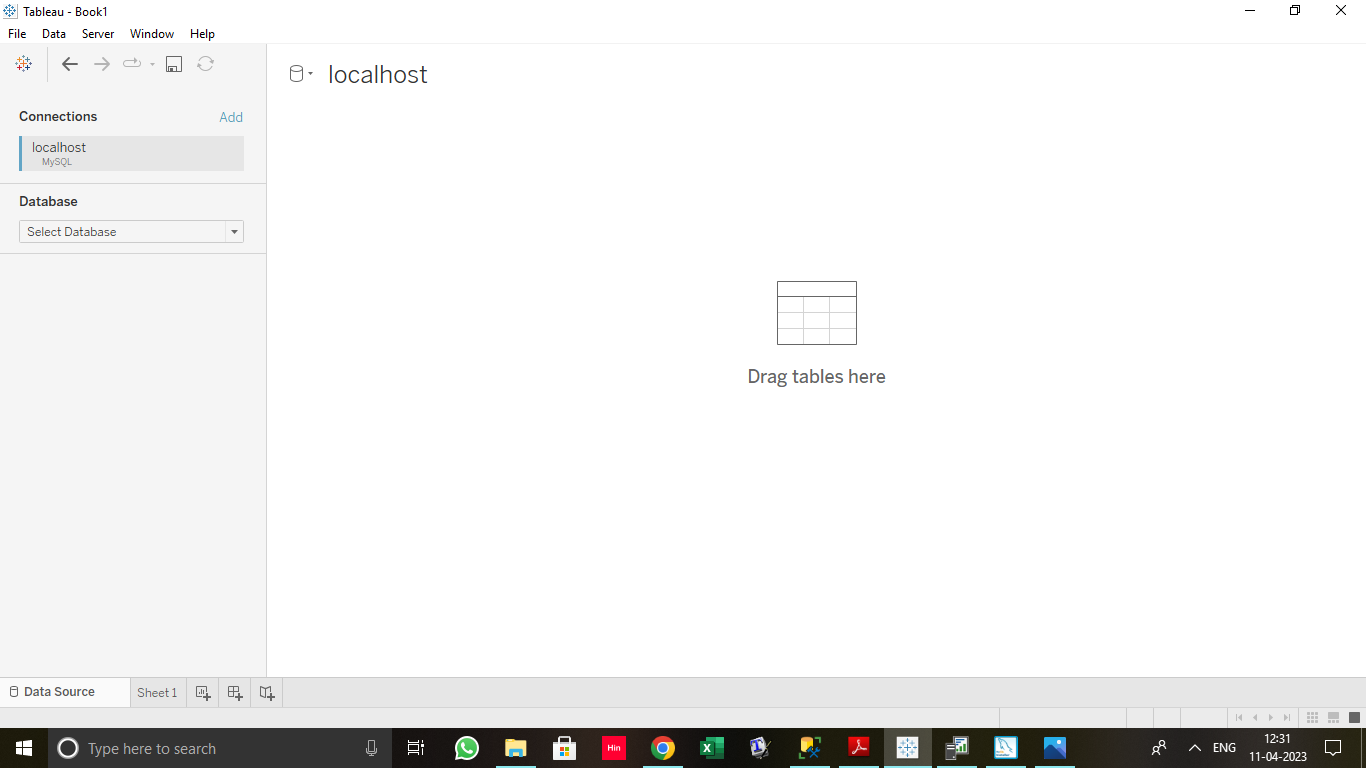 Tableau - Book1
File Data Server Window Help
localhost
Connections Add
localhost
MySQL
Database
Select Database
Drag tables here
Data Source Sheet 1
Type here to search
Hin
ENG
12:31
11-04-2023